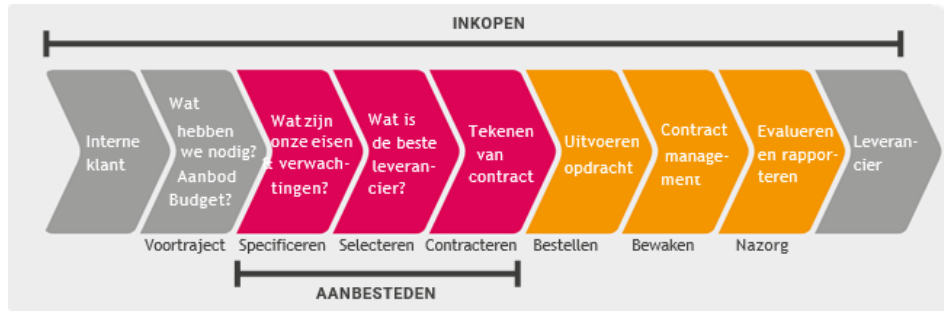 INKOPEN
Interne
klant
Wat
hebben
we nodig?
Aanbod
Budget?
Wat zijn
onze eisen
& verwach-
tingen?
Wat is
de beste
leveran-
cier?
Tekenen
van
contract
Uitvoeren
opdracht
Contract
manage-
ment
Evalueren
en rappor-
teren
Leveran-
cier
Voortraject
Specificeren
Selecteren
Contracteren
Bestellen
Bewaken
Nazorg
AANBESTEDEN